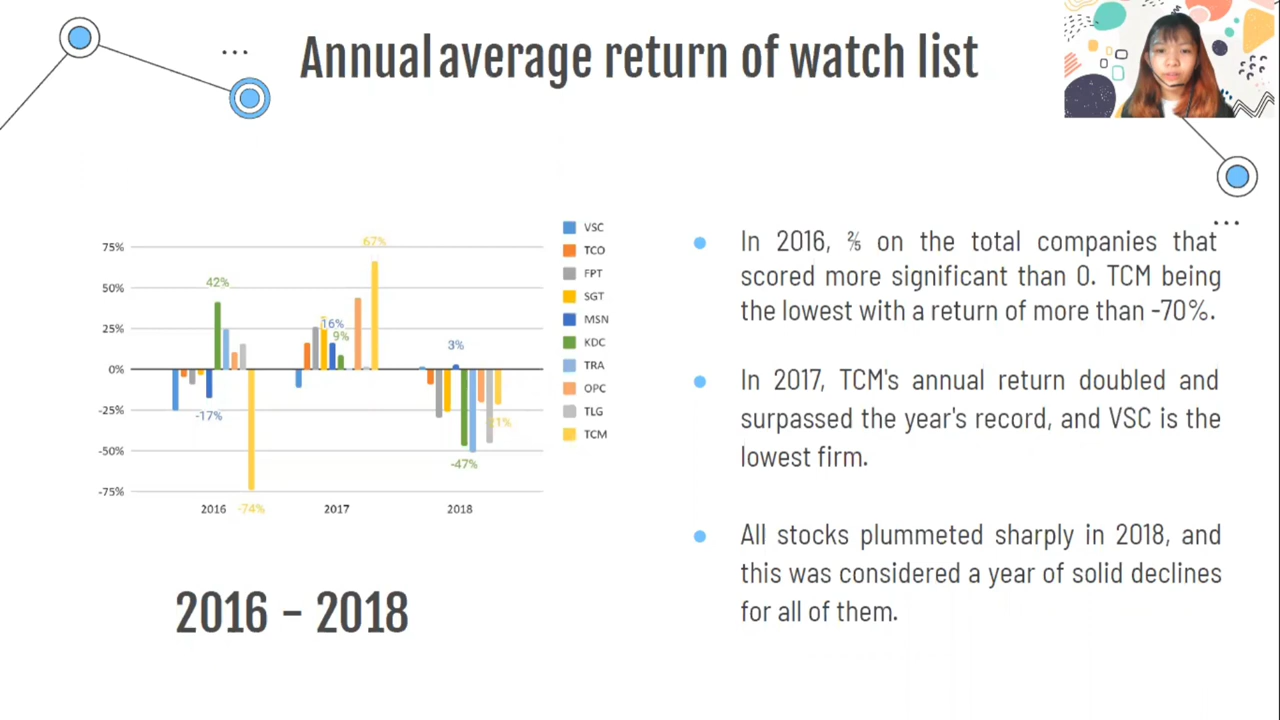 Annual average return of watch list
75%
50%
25%
0%
-25%
-50%
-75%
42%
-17%
-74%
16%
9%
67%
3%
-47%
2016
2017
2018
VSC
TCO
FPT
SGT
MSN
KDC
TRA
OPC
TLG
TCM
2016 - 2018
In 2016, ⅖ on the total companies that
scored more significant than 0. TCM being
the lowest with a return of more than -70%.
In 2017, TCM's annual return doubled and
surpassed the year's record, and VSC is the
lowest firm.
All stocks plummeted sharply in 2018, and
this was considered a year of solid declines
for all of them.